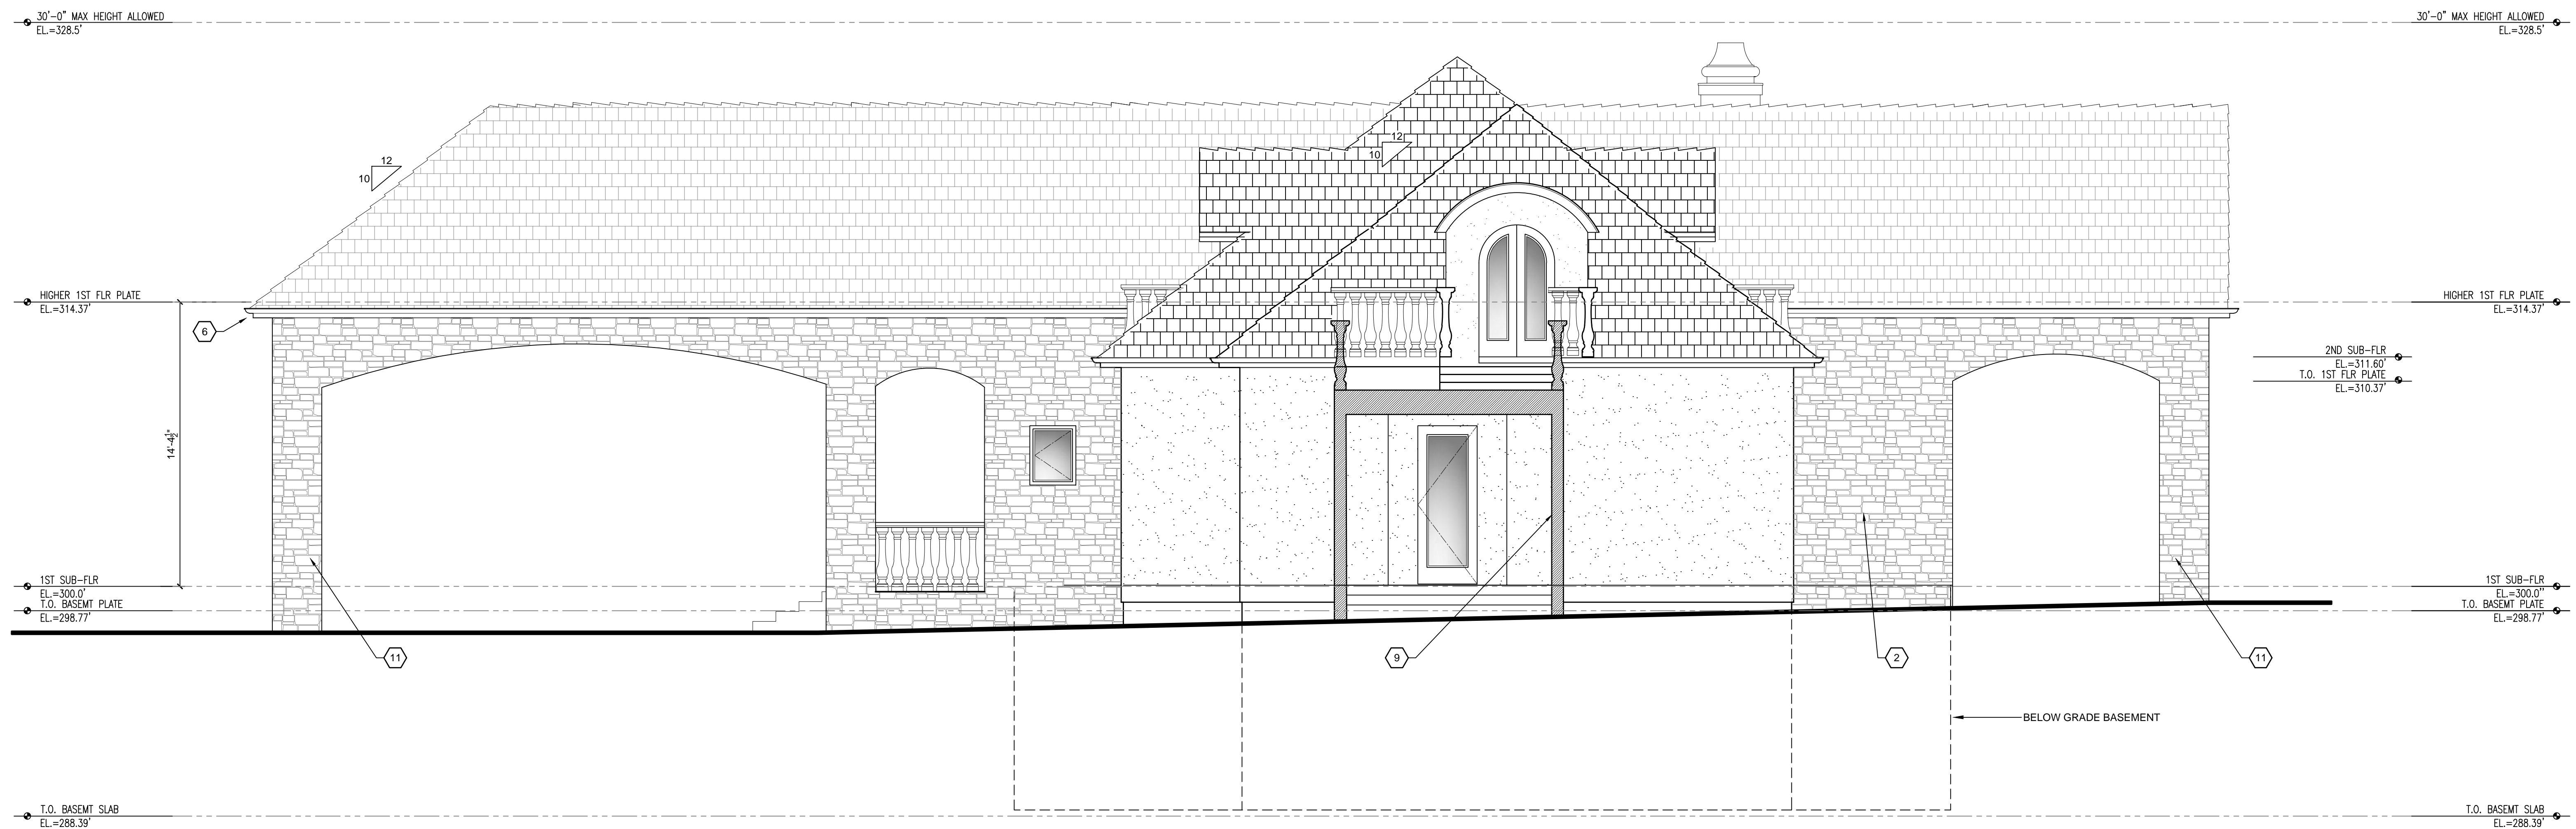 30'-0" MAX HEIGHT ALLOWED
EL.=328.5'
30'-0" MAX HEIGHT ALLOWED
EL.=328.5'
12
10
12
10
HIGHER 1ST FLR PLATE
EL.=314.37'
HIGHER 1ST FLR PLATE
EL.=314.37'
6
2ND SUB-FLR
EL.=311.60'
T.O. 1ST FLR PLATE
EL.=310.37'
14'-4 1/2"
1ST SUB-FLR
EL.=300.0'
T.O. BASEMT PLATE
EL.=298.77'
1ST SUB-FLR
EL.=300.0''
T.O. BASEMT PLATE
EL.=298.77'
11
9
2
11
BELOW GRADE BASEMENT
T.O. BASEMT SLAB
EL.=288.39'
T.O. BASEMT SLAB
EL.=288.39'